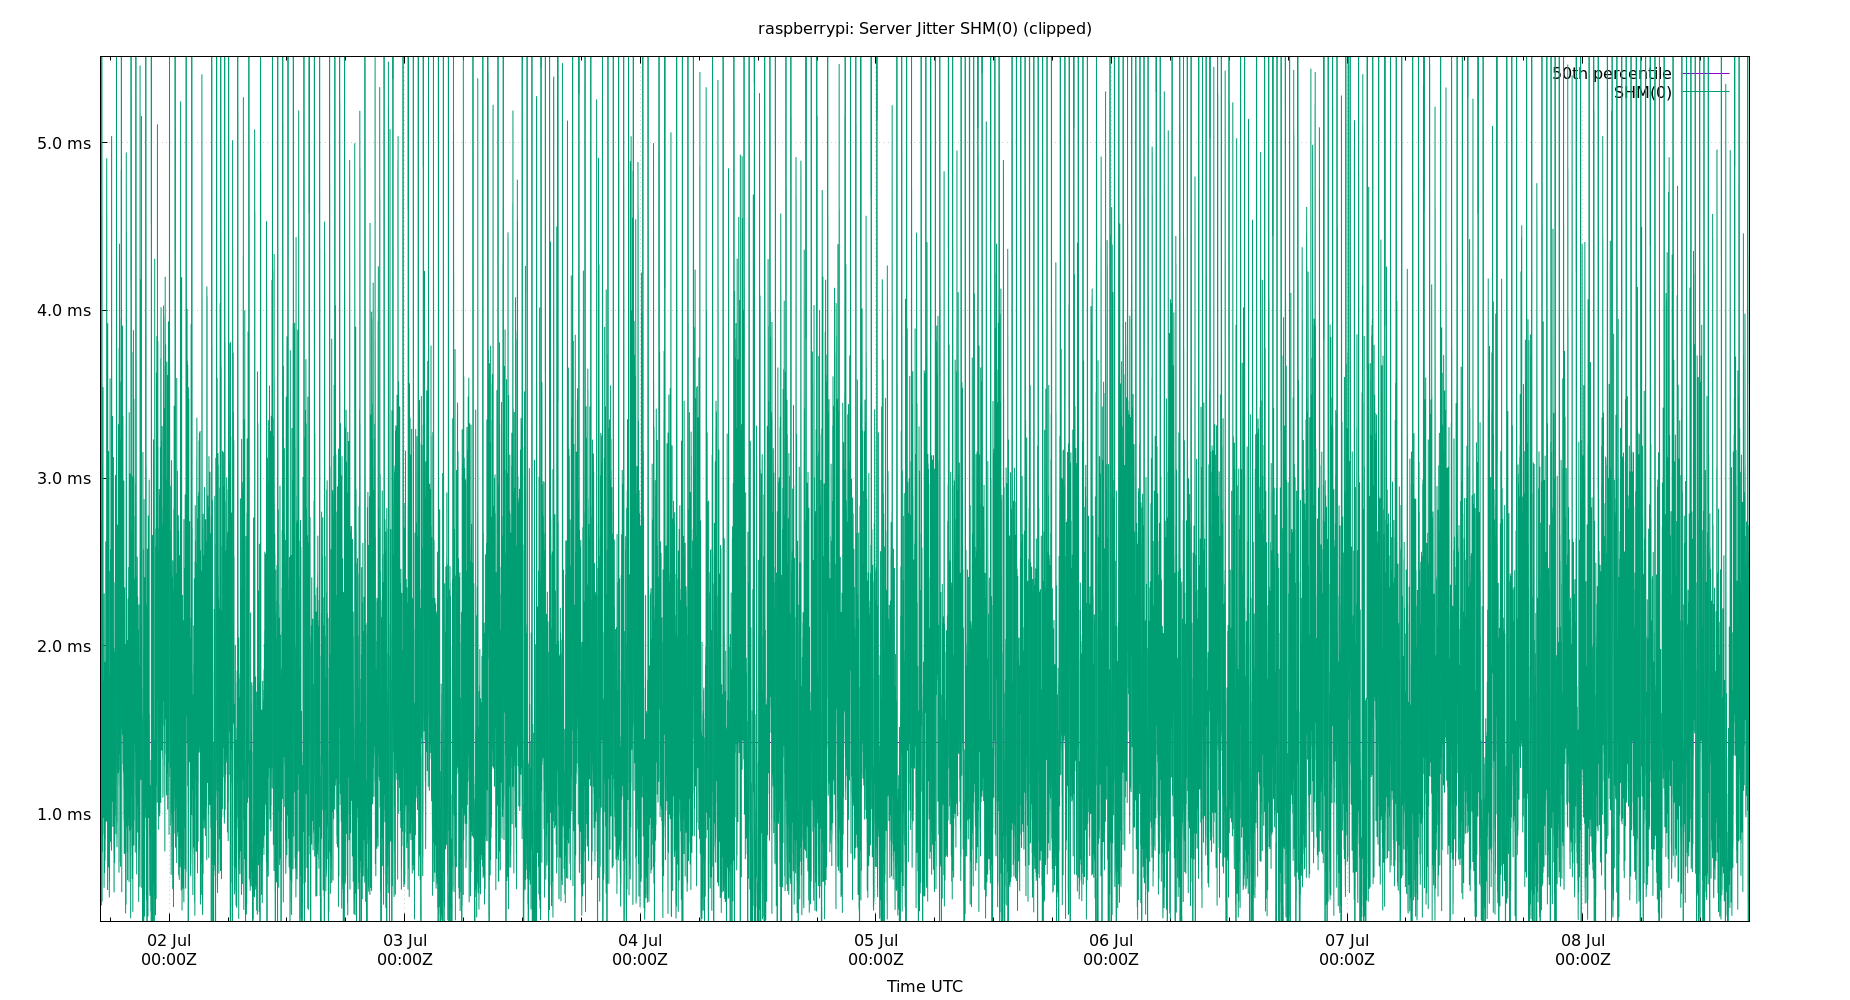 raspberrypi: Server Jitter SHM(0) (clipped)
50th percentile
SHM(0)
5.0 ms
4.0 ms
3.0 ms
2.0 ms
1.0 ms
02 Jul 03 Jul 04 Jul 05 Jul 06 Jul 07 Jul 08 Jul
00:00Z 00:00Z 00:00Z 00:00Z 00:00Z 00:00Z 00:00Z
Time UTC